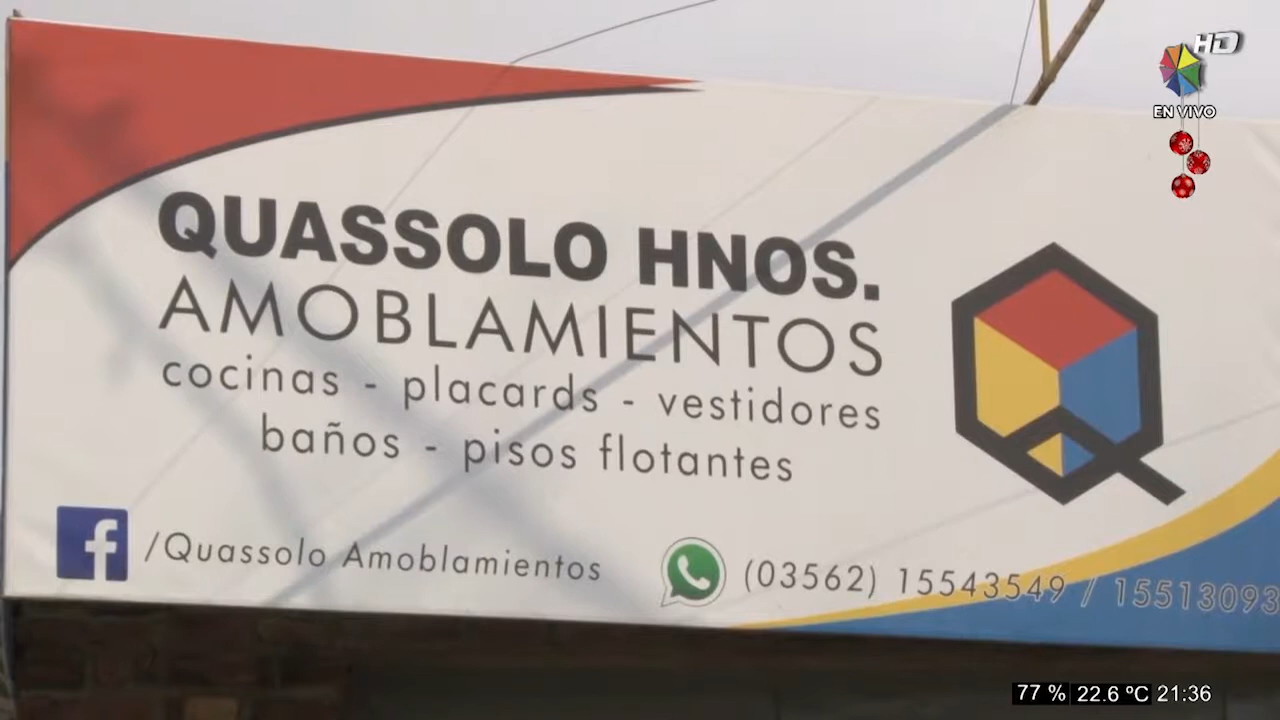 HD
EN VIVO
QUASSOLO HNOS.
AMOBLAMIENTOS
cocinas - placards - vestidores
baños - pisos flotantes
/Quassolo Amoblamientos
(03562) 15543549 / 15513093
77 % 22.6 ºC 21:36